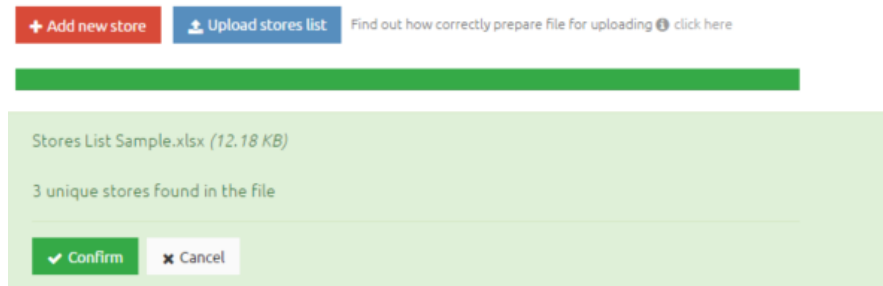 Add new store Upload stores list Find out how correctly prepare file for uploading click here
Stores List Sample.xlsx (12.18 KB)
3 unique stores found in the file
Confirm Cancel